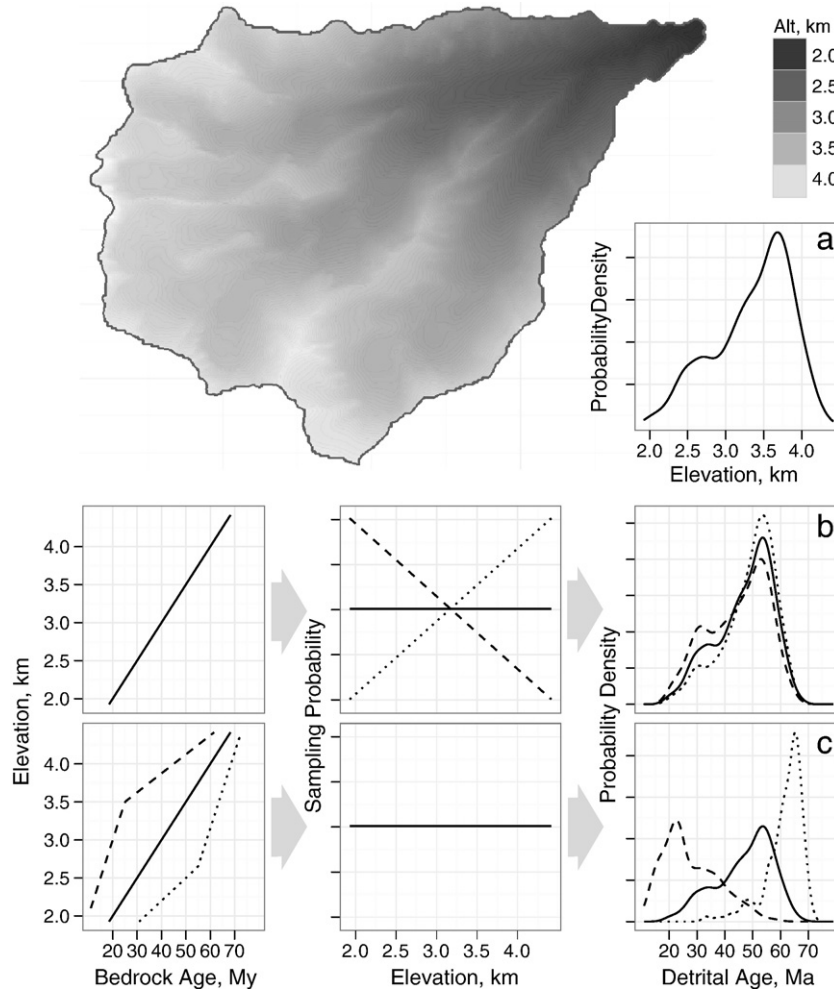 Alt, km
2.0
2.5
3.0
3.5
4.0
a
Probability Density
2.0 2.5 3.0 3.5 4.0
Elevation, km
b
4.0
3.5
3.0
2.5
2.0
Elevation, km
Sampling Probability
Probability Density
c
4.0
3.5
3.0
2.5
2.0
20 30 40 50 60 70
2.0 2.5 3.0 3.5 4.0
20 30 40 50 60 70
Bedrock Age, My
Elevation, km
Detrital Age, Ma